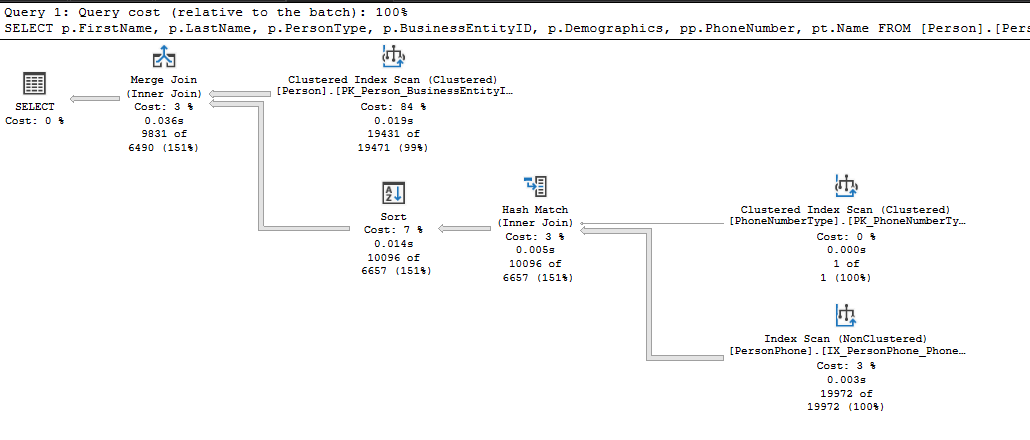 Query 1: Query cost (relative to the batch): 100%
SELECT p.FirstName, p.LastName, p.PersonType, p.BusinessEntityID, p.Demographics, pp.PhoneNumber, pt.Name FROM [Person].[Pers
SELECT
Cost: 0 %
Merge Join
(Inner Join)
Cost: 3 %
0.036s
9831 of
6490 (151%)
Clustered Index Scan (Clustered)
[Person].[PK_Person_BusinessEntityI…
Cost: 84 %
0.019s
19431 of
19471 (99%)
Sort
Cost: 7 %
0.014s
10096 of
6657 (151%)
Hash Match
(Inner Join)
Cost: 3 %
0.005s
10096 of
6657 (151%)
Clustered Index Scan (Clustered)
[PhoneNumberType].[PK_PhoneNumberTy…
Cost: 0 %
0.000s
1 of
1 (100%)
Index Scan (NonClustered)
[PersonPhone].[IX_PersonPhone_Phone…
Cost: 3 %
0.003s
19972 of
19972 (100%)